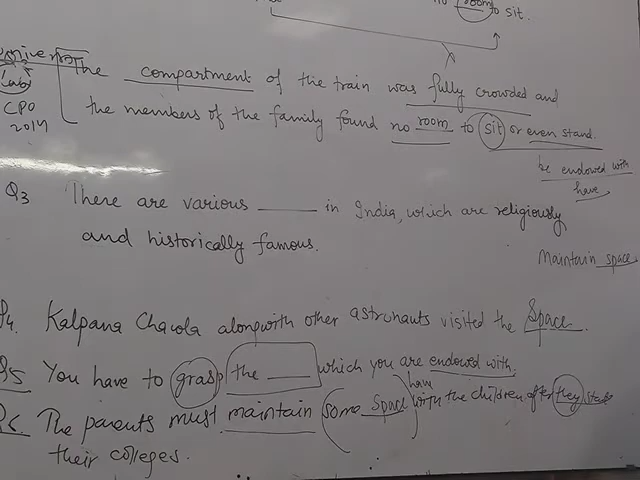 no room to sit.
The compartment of the train was fully crowded and
CPO
2014
the members of the family found no room to sit or even stand.
be endowed with
have
Q3 There are various ____ in India, which are religiously
and historically famous.
Maintain space
Kalpana Chacola alongwith other astronauts visited the Space.
Q5 You have to grasp the ____ which you are endowed with.
have
The parents must maintain some space with the children after they
their colleges.